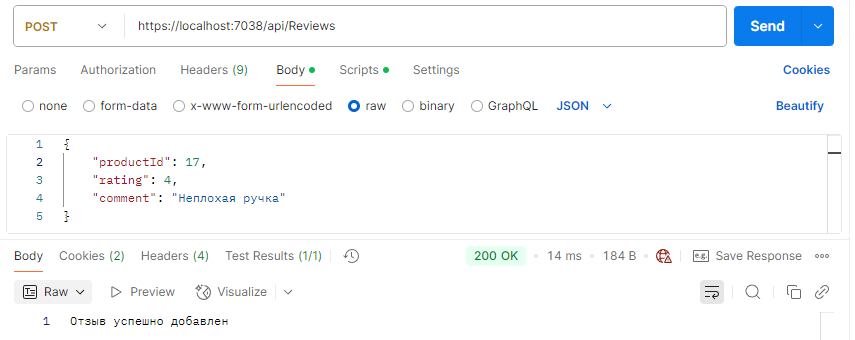 POST https://localhost:7038/api/Reviews Send
Params Authorization Headers (9) Body Scripts Settings Cookies
none form-data x-www-form-urlencoded raw binary GraphQL JSON Beautify
1 {
2 "productId": 17,
3 "rating": 4,
4 "comment": "Неплохая ручка"
5 }
Body Cookies (2) Headers (4) Test Results (1/1) 200 OK • 14 ms • 184 B • e.g. Save Response
Raw Preview Visualize
1 Отзыв успешно добавлен